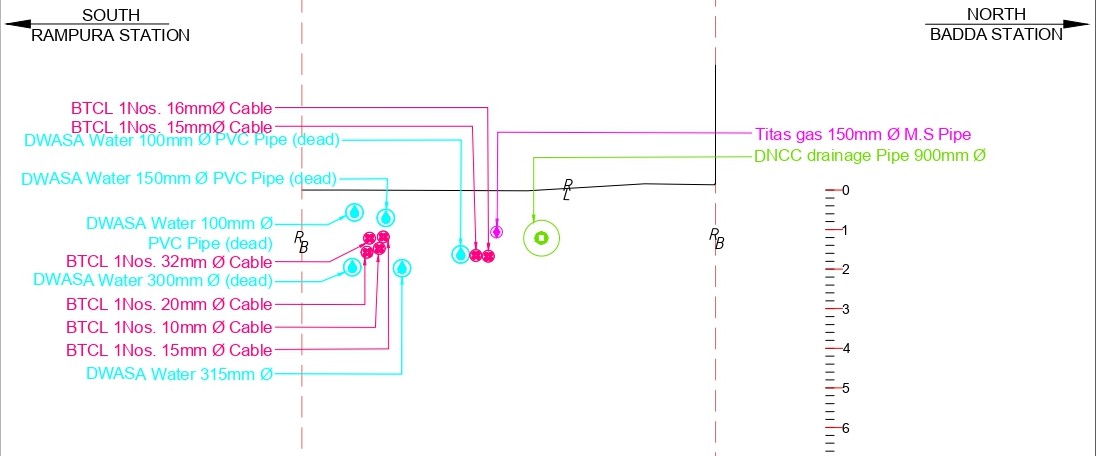 SOUTH
RAMPURA STATION
NORTH
BADDA STATION
BTCL 1Nos. 16mmØ Cable
BTCL 1Nos. 15mmØ Cable
DWASA Water 100mm Ø PVC Pipe (dead)
Titas gas 150mm Ø M.S Pipe
DNCC drainage Pipe 900mm Ø
DWASA Water 150mm Ø PVC Pipe (dead)
RL
DWASA Water 100mm Ø
PVC Pipe (dead)
RB
RB
BTCL 1Nos. 32mm Ø Cable
DWASA Water 300mm Ø (dead)
BTCL 1Nos. 20mm Ø Cable
BTCL 1Nos. 10mm Ø Cable
BTCL 1Nos. 15mm Ø Cable
DWASA Water 315mm Ø
0
1
2
3
4
5
6